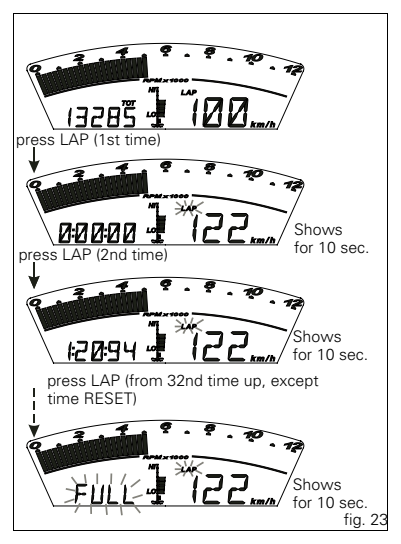 0 2 4 6 8 10 12
RPM x 1000
HI LAP
TOT
13285 LO 100 km/h
press LAP (1st time)
0 2 4 6 8 10 12
RPM x 1000
HI LAP
0:00:00 LO 122 km/h
Shows
for 10 sec.
press LAP (2nd time)
0 2 4 6 8 10 12
RPM x 1000
HI LAP
1:20:94 LO 122 km/h
Shows
for 10 sec.
press LAP (from 32nd time up, except
time RESET)
0 2 4 6 8 10 12
RPM x 1000
HI LAP
FULL LO 122 km/h
Shows
for 10 sec.
fig. 23